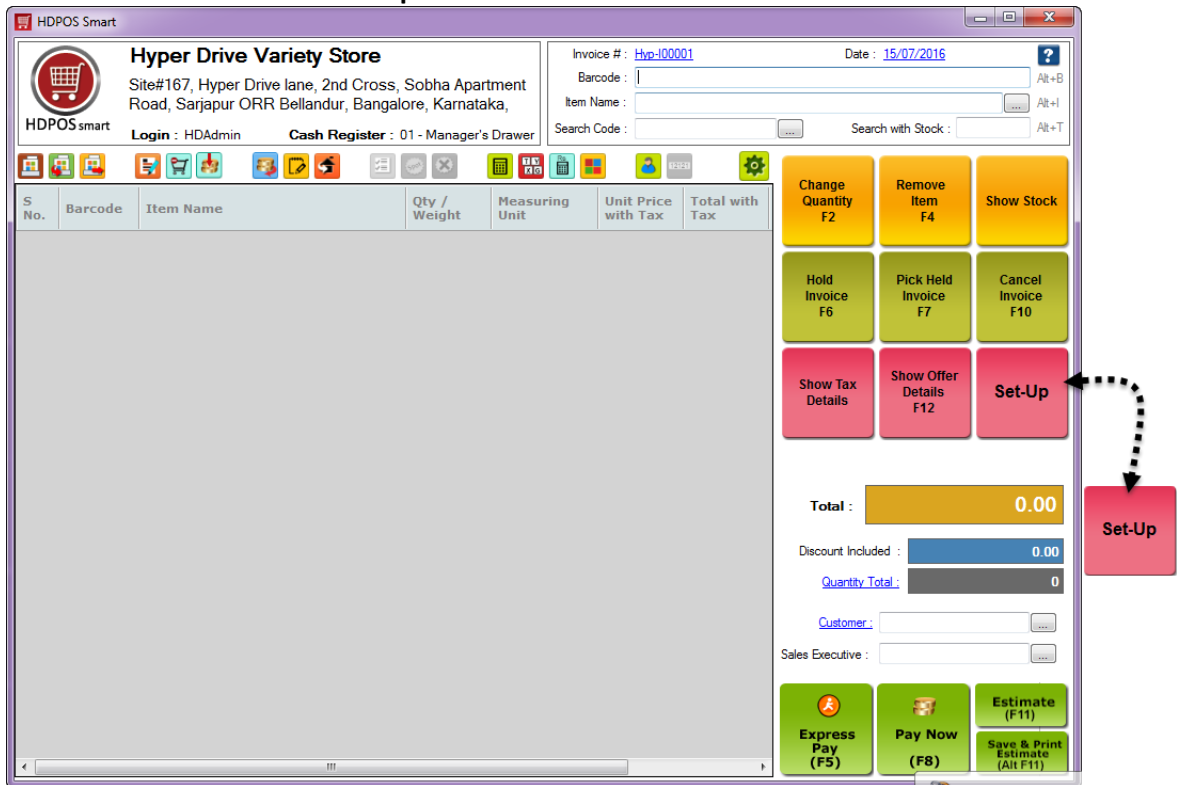 HDPOS Smart
Hyper Drive Variety Store
Site#167, Hyper Drive lane, 2nd Cross, Sobha Apartment
Road, Sarjapur ORR Bellandur, Bangalore, Karnataka,
HDPOS smart
Login : HDAdmin Cash Register : 01 - Manager's Drawer
Invoice # : Hyp-I00001 Date : 15/07/2016 ?
Barcode : Alt+B
Item Name : ... Alt+I
Search Code : ... Search with Stock : Alt+T
S No. Barcode Item Name Qty / Weight Measuring Unit Unit Price with Tax Total with Tax
Change
Quantity
F2
Remove
Item
F4
Show Stock
Hold
Invoice
F6
Pick Held
Invoice
F7
Cancel
Invoice
F10
Show Tax
Details
Show Offer
Details
F12
Set-Up
Total : 0.00
Set-Up
Discount Included : 0.00
Quantity Total : 0
Customer : ...
Sales Executive : ...
Express
Pay
(F5)
Pay Now
(F8)
Estimate
(F11)
Save & Print
Estimate
(Alt F11)